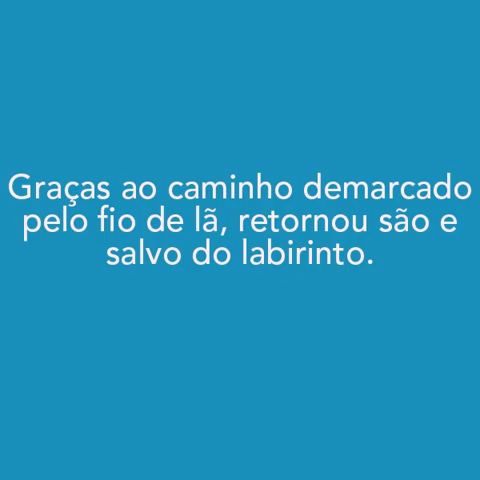 Graças ao caminho demarcado
pelo fio de lã, retornou são e
salvo do labirinto.